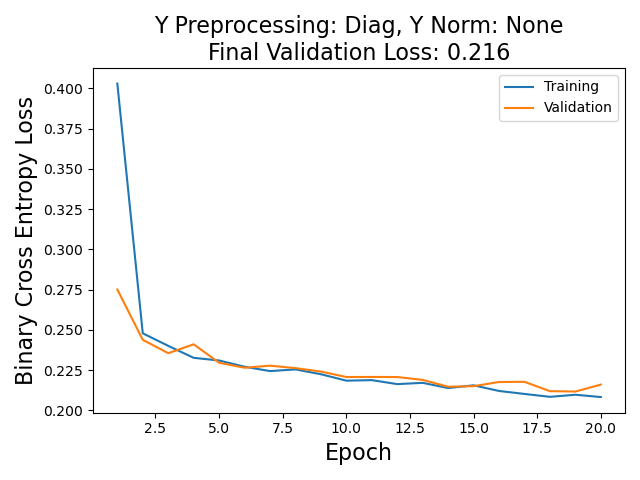 Y Preprocessing: Diag, Y Norm: None
Final Validation Loss: 0.216
Training
Validation
Binary Cross Entropy Loss
0.400
0.375
0.350
0.325
0.300
0.275
0.250
0.225
0.200
2.5 5.0 7.5 10.0 12.5 15.0 17.5 20.0
Epoch